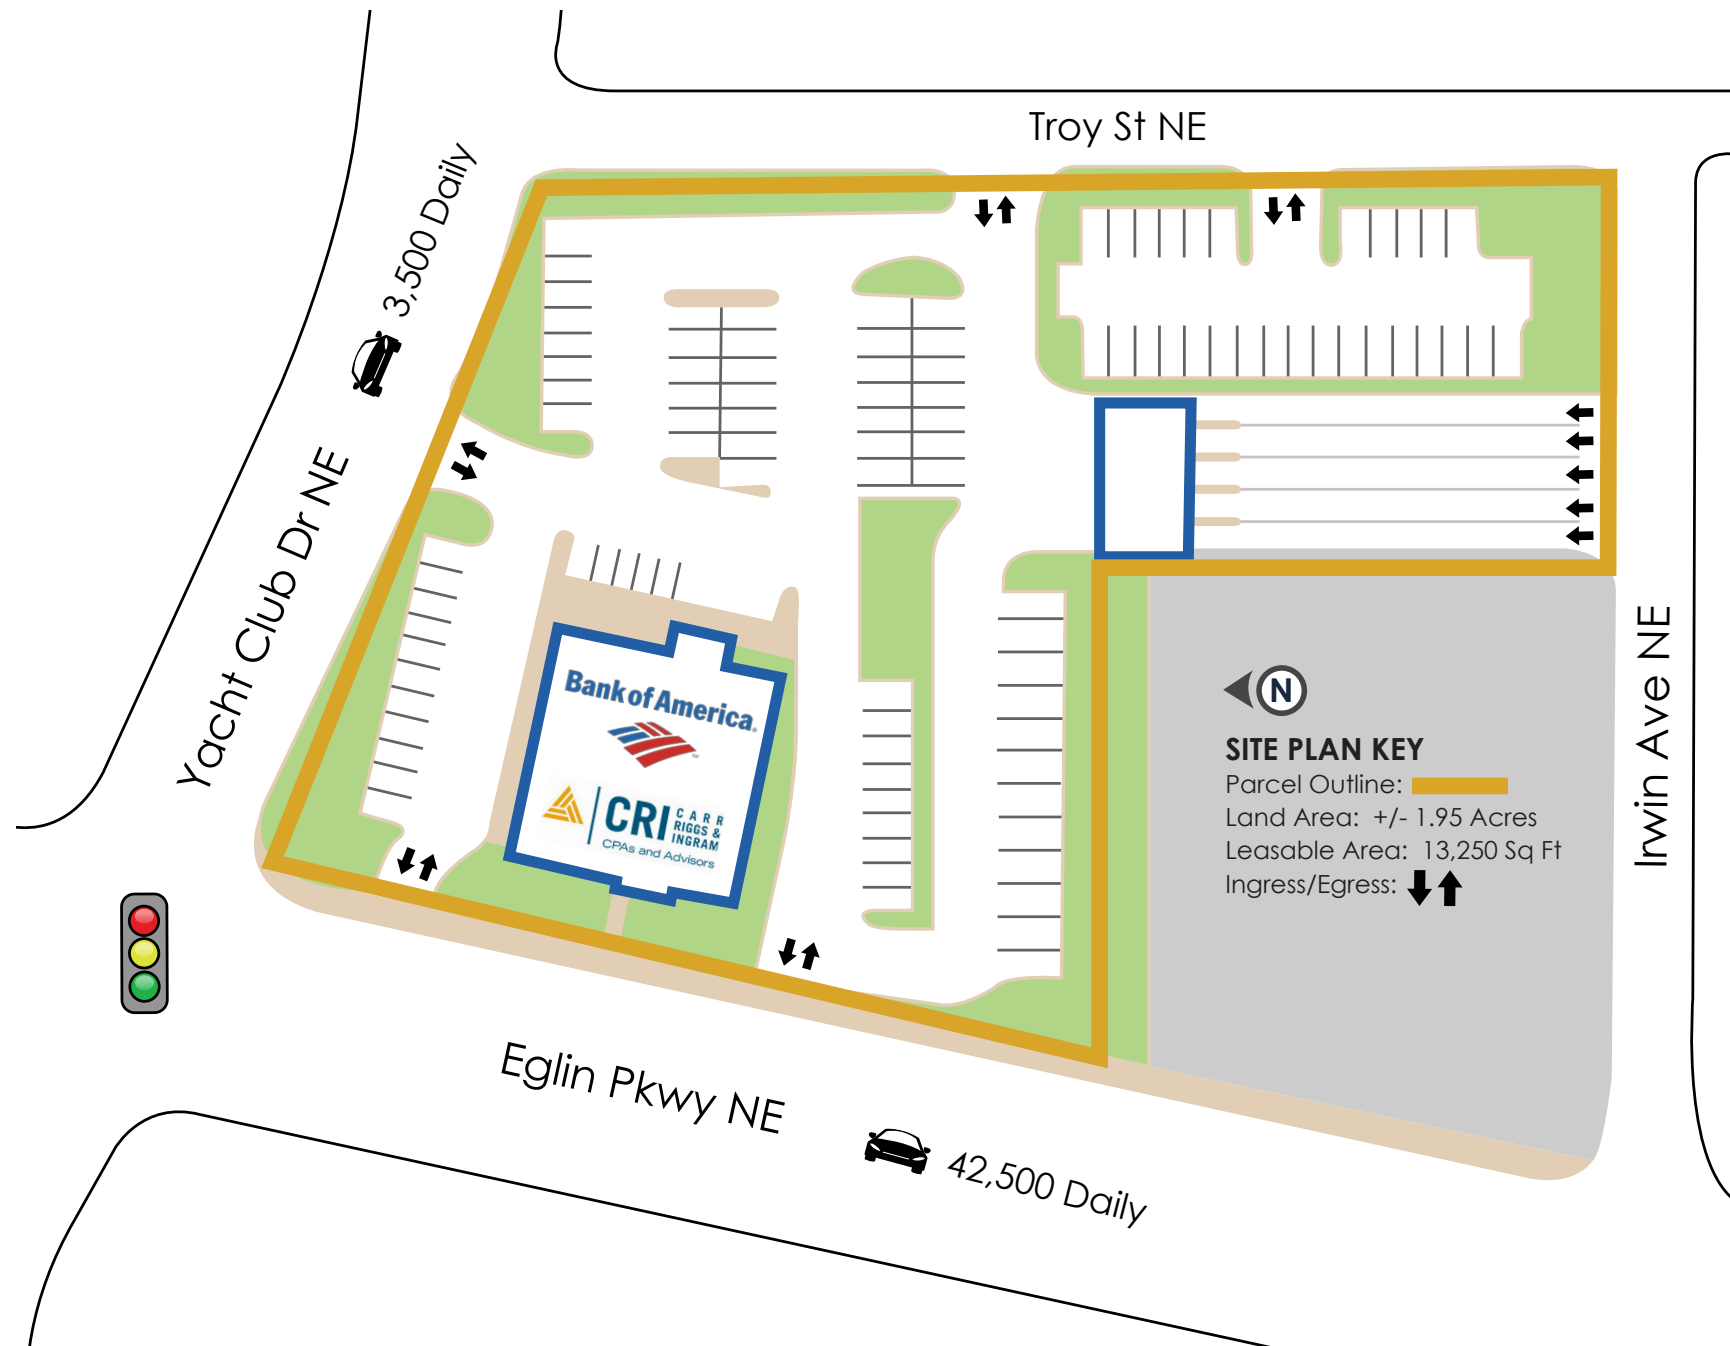 Troy St NE
3,500 Daily
Yacht Club Dr NE
Bank of America
CRI
CARR
RIGGS &
INGRAM
CPAs and Advisors
N
SITE PLAN KEY
Parcel Outline:
Land Area: +/- 1.95 Acres
Leasable Area: 13,250 Sq Ft
Ingress/Egress:
Irwin Ave NE
Eglin Pkwy NE
42,500 Daily